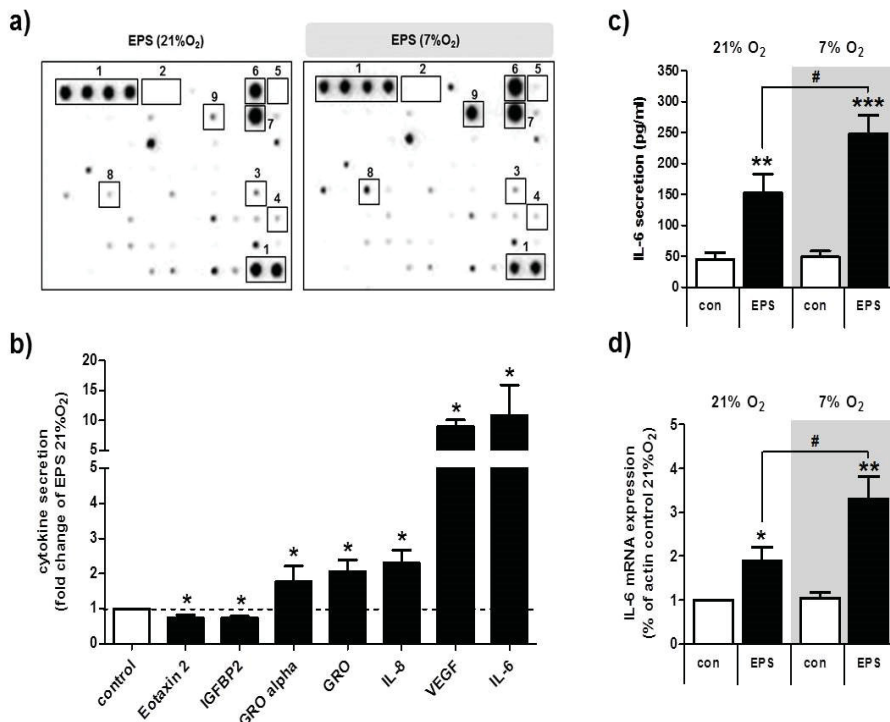 a)
EPS (21%O₂)
EPS (7%O₂)
1 2 6 5
9 7
8 3
4
1
1 2 6 5
9 7
8 3
4
1
b)
cytokine secretion
(fold change of EPS 21%O₂)
20
15
10
5
5
4
3
2
1
0
* * * * * * *
control Eotaxin 2 IGFBP2 GRO alpha GRO IL-8 VEGF IL-6
c)
21% O₂ 7% O₂
IL-6 secretion (pg/ml)
350
300
250
200
150
100
50
0
#
** ***
con EPS con EPS
d)
21% O₂ 7% O₂
IL-6 mRNA expression
(% of actin control 21%O₂)
5
4
3
2
1
0
#
* **
con EPS con EPS